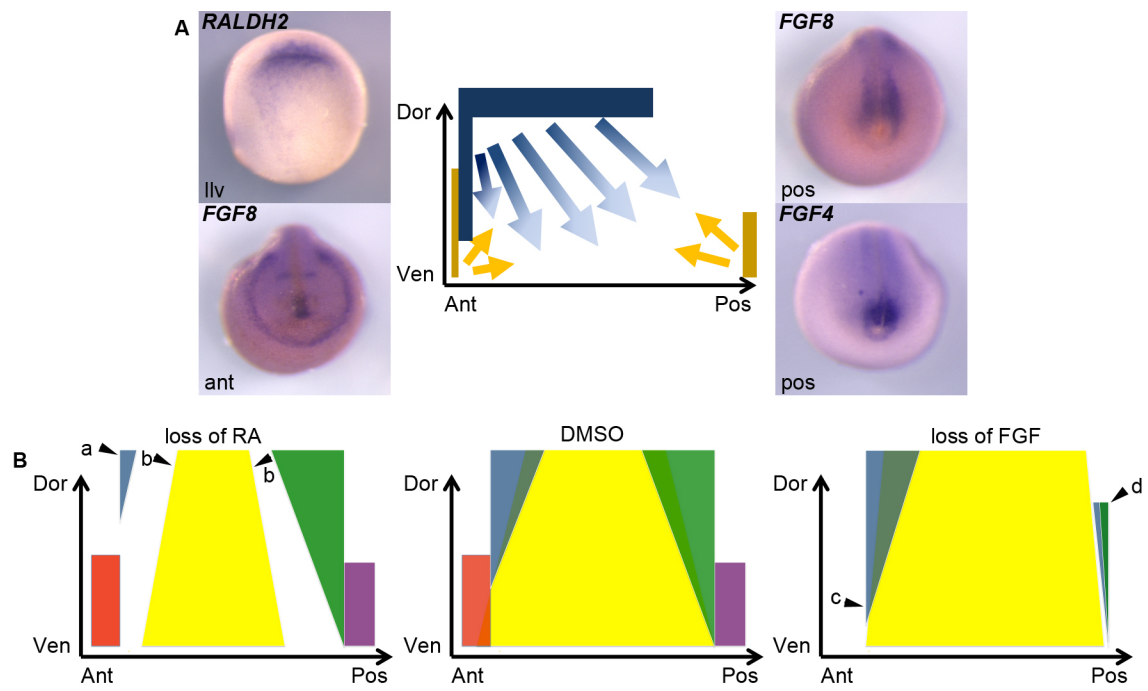 A
RALDH2
llv
FGF8
ant
Dor
Ven
Ant
Pos
FGF8
pos
FGF4
pos
B
loss of RA
a
b
b
Dor
Ven
Ant
Pos
DMSO
Dor
Ven
Ant
Pos
loss of FGF
c
d
Dor
Ven
Ant
Pos